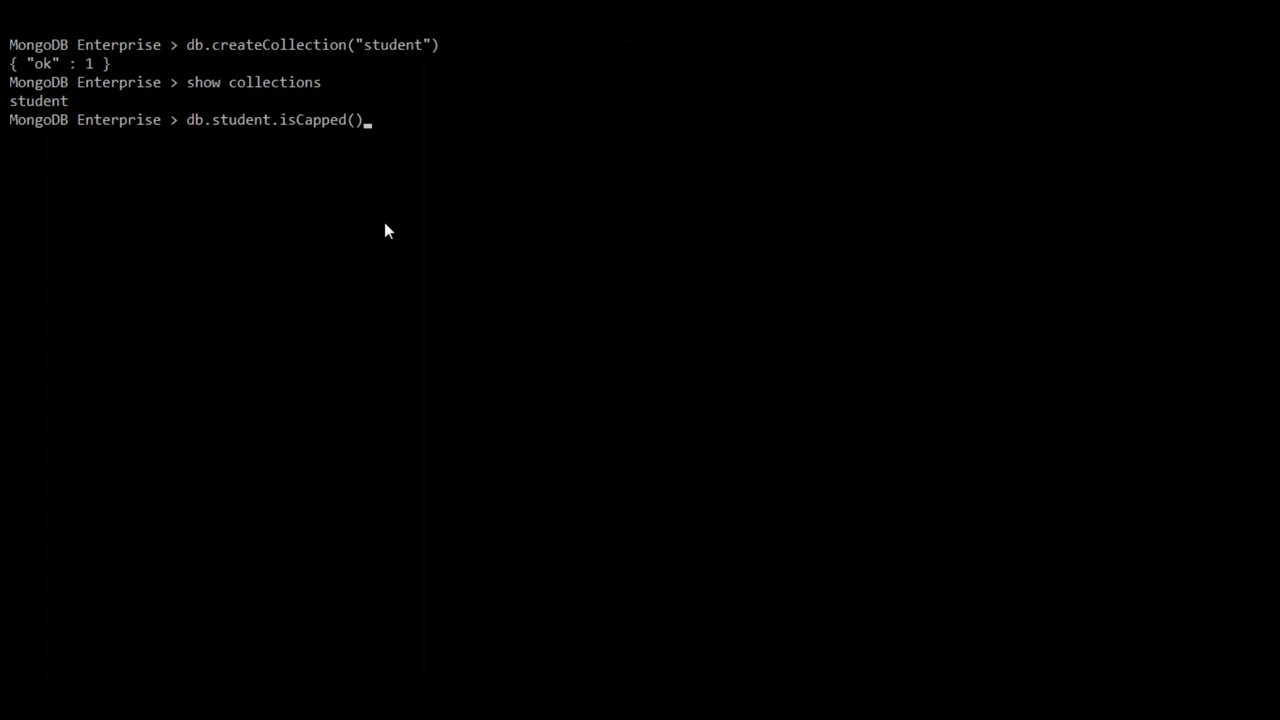 MongoDB Enterprise > db.createCollection("student")
{ "ok" : 1 }
MongoDB Enterprise > show collections
student
MongoDB Enterprise > db.student.isCapped()